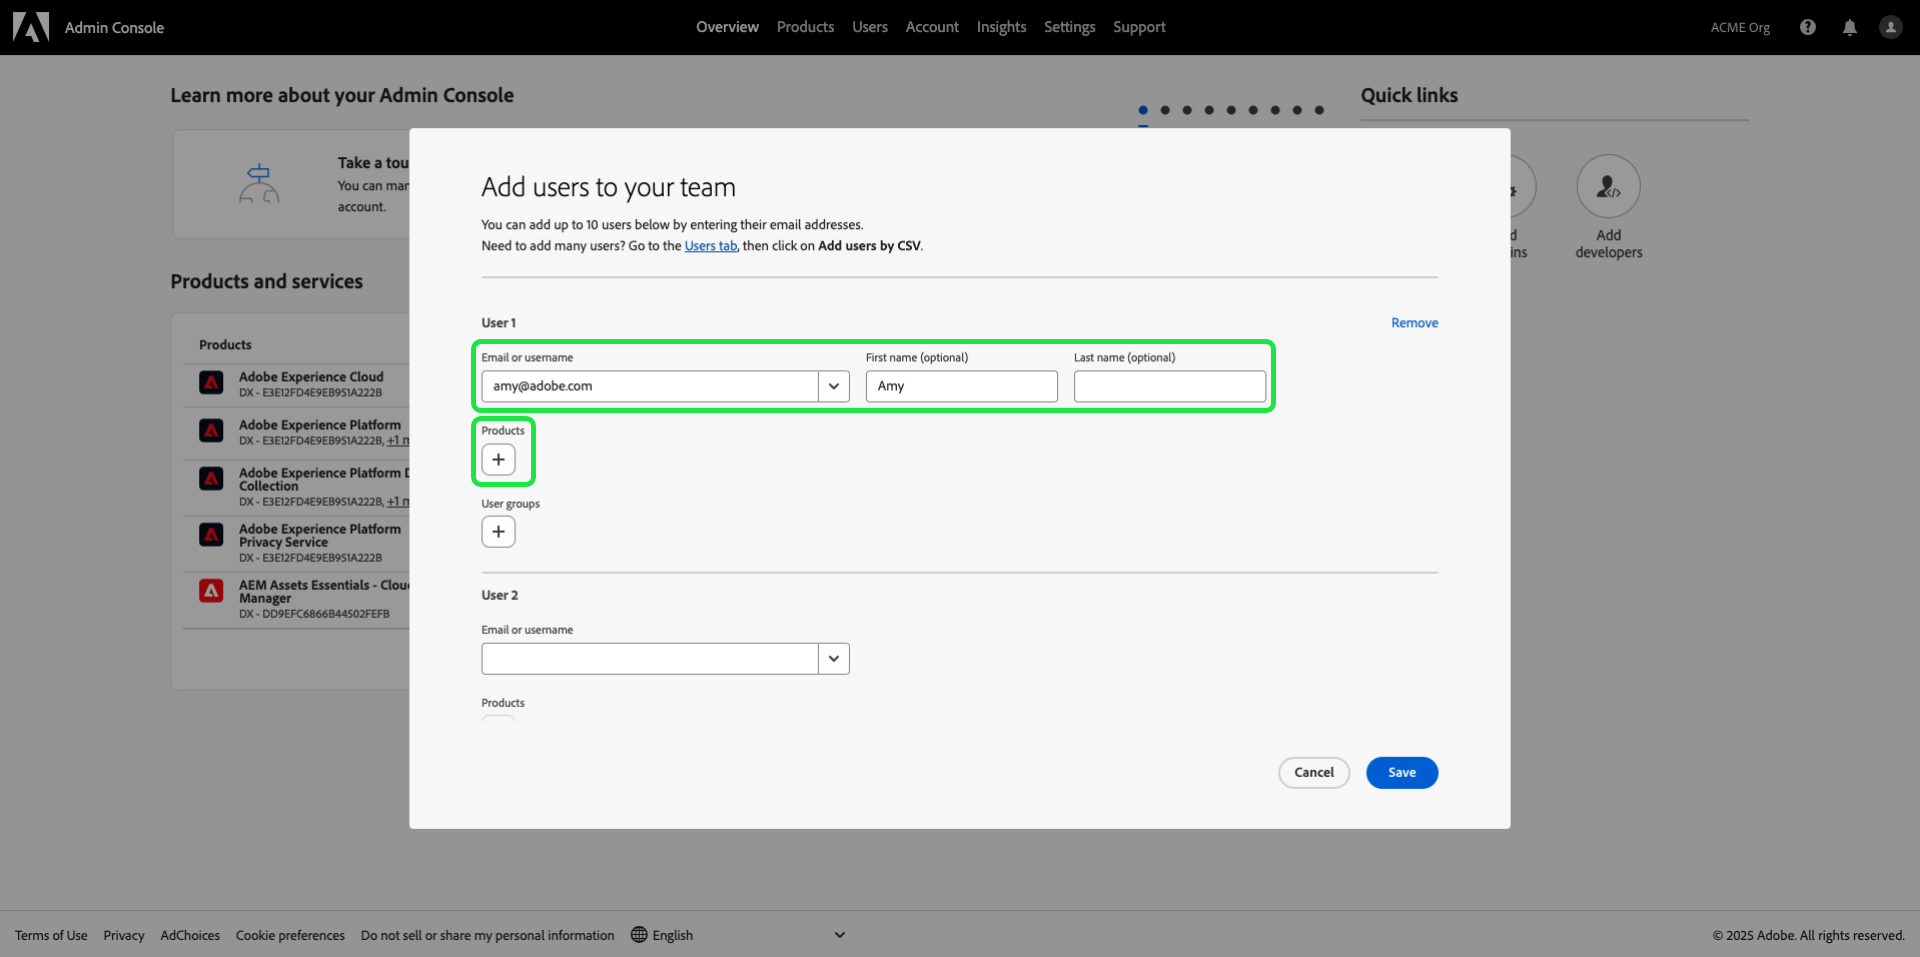 Admin Console
Overview Products Users Account Insights Settings Support
ACME Org
Learn more about your Admin Console
Quick links
Take a tou
You can mar
account.
Add
developers
d
ins
Products and services
Products
Adobe Experience Cloud
DX - E3E12FD4E9EB951A222B
Adobe Experience Platform
DX - E3E12FD4E9EB951A222B, +1 m
Adobe Experience Platform D
Collection
DX - E3E12FD4E9EB951A222B, +1 m
Adobe Experience Platform
Privacy Service
DX - E3E12FD4E9EB951A222B
AEM Assets Essentials - Clou
Manager
DX - DD9EFC6866B44502FEFB
Add users to your team
You can add up to 10 users below by entering their email addresses.
Need to add many users? Go to the Users tab, then click on Add users by CSV.
User 1
Remove
Email or username
First name (optional)
Last name (optional)
amy@adobe.com
Amy
Products
User groups
User 2
Email or username
Products
Cancel
Save
Terms of Use Privacy AdChoices Cookie preferences Do not sell or share my personal information English
© 2025 Adobe. All rights reserved.